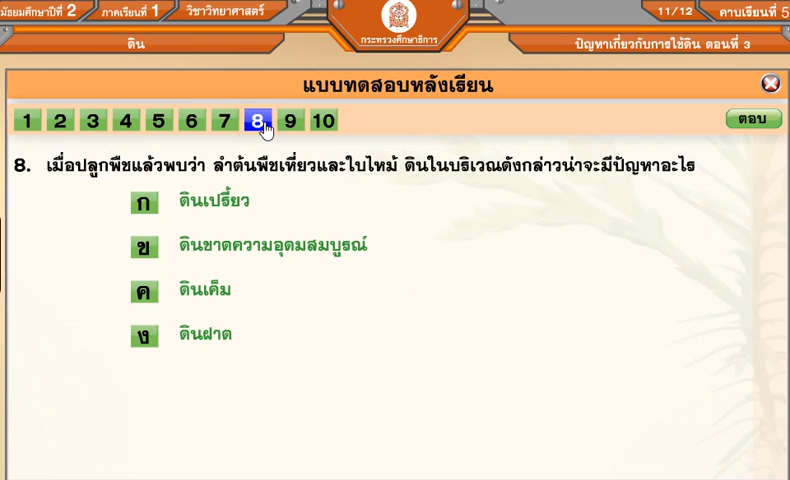 มัธยมศึกษาปีที่ 2 ภาคเรียนที่ 1 วิชาวิทยาศาสตร์ 11/12 คาบเรียนที่ 5
กระทรวงศึกษาธิการ
ดิน ปัญหาเกี่ยวกับการใช้ดิน ตอนที่ 3
แบบทดสอบหลังเรียน
1 2 3 4 5 6 7 8 9 10 ตอบ
8. เมื่อปลูกพืชแล้วพบว่า ลำต้นพืชเหี่ยวและใบไหม้ ดินในบริเวณดังกล่าวน่าจะมีปัญหาอะไร
ก ดินเปรี้ยว
ข ดินขาดความอุดมสมบูรณ์
ค ดินเค็ม
ง ดินฝาด